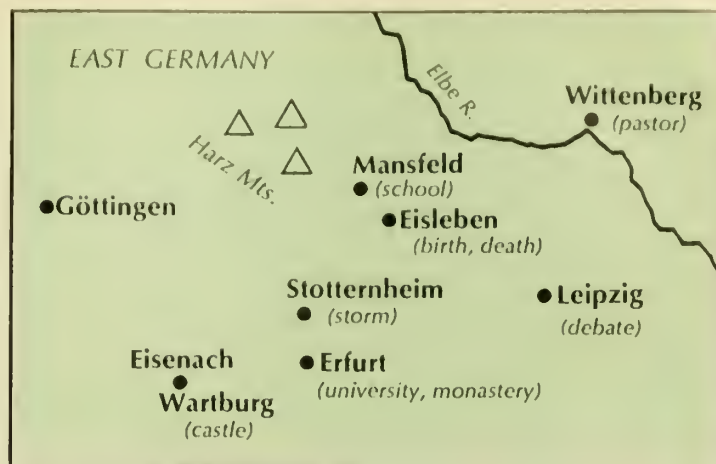 EAST GERMANY
Elbe R.
Wittenberg
(pastor)
Harz Mts.
Mansfeld
(school)
Göttingen
Eisleben
(birth, death)
Stotternheim
(storm)
Leipzig
(debate)
Eisenach
Erfurt
(university, monastery)
Wartburg
(castle)